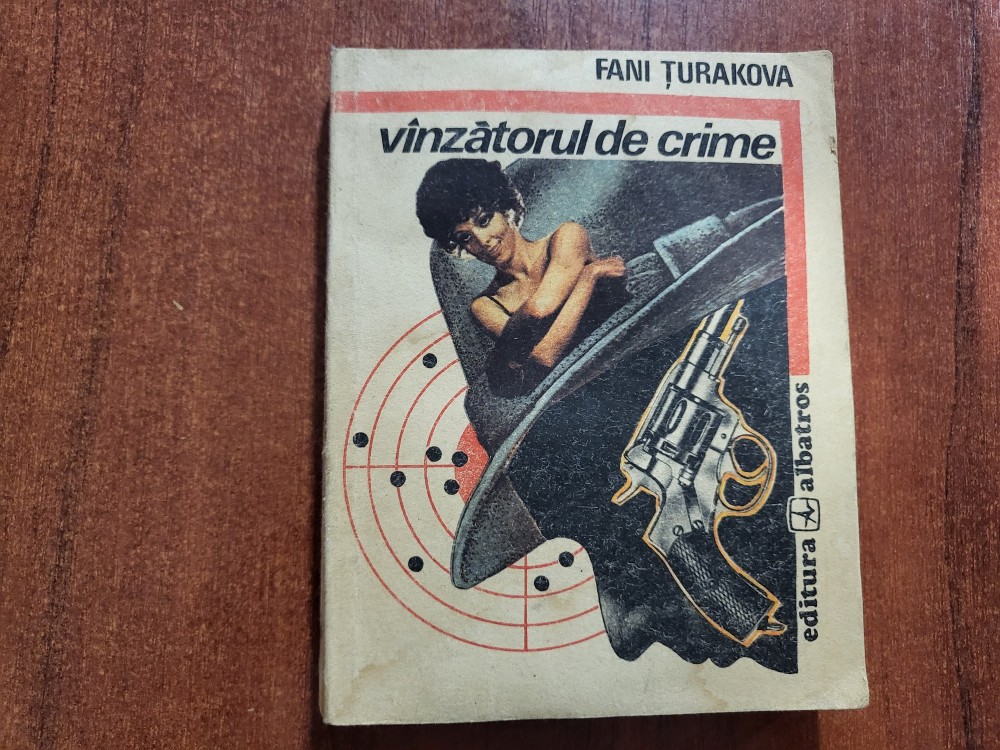 FANI ȚURAKOVA
vînzătorul de crime
editura albatros